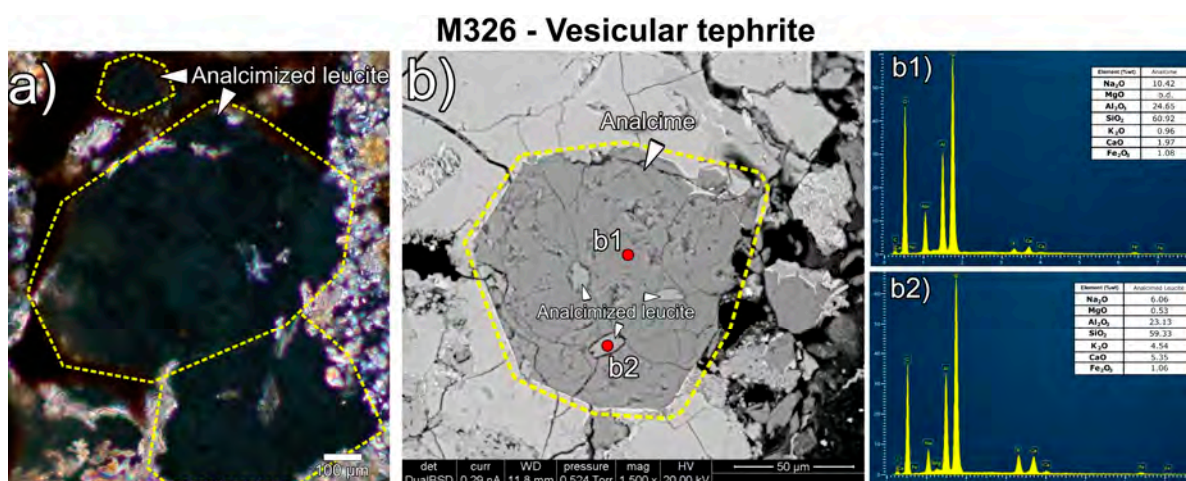 M326 - Vesicular tephrite
a)
Analcimized leucite
100 µm
b)
Analcime
b1
Analcimized leucite
b2
det curr WD pressure mag HV
DualBSD 0.29 nA 11.8 mm 0.524 Torr 1,500 x 20.00 kV
50 µm
b1)
Element (%wt) Analcime
Na₂O 10.42
MgO n.d.
Al₂O₃ 24.65
SiO₂ 60.92
K₂O 0.96
CaO 1.97
Fe₂O₃ 1.08
b2)
Element (%wt) Analcimized Leucite
Na₂O 6.06
MgO 0.53
Al₂O₃ 23.13
SiO₂ 59.33
K₂O 4.54
CaO 5.35
Fe₂O₃ 1.06